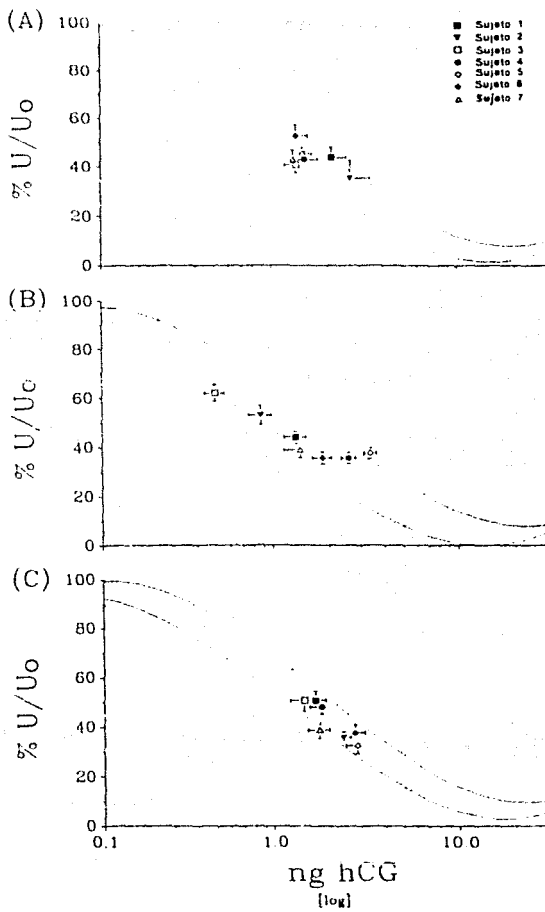 (A)
% U/Uo
100
80
60
40
20
0
Sujeto 1
Sujeto 2
Sujeto 3
Sujeto 4
Sujeto 5
Sujeto 6
Sujeto 7
(B)
% U/Uo
100
80
60
40
20
0
(C)
% U/Uo
100
80
60
40
20
0
0.1
1.0
10.0
ng hCG
[log]